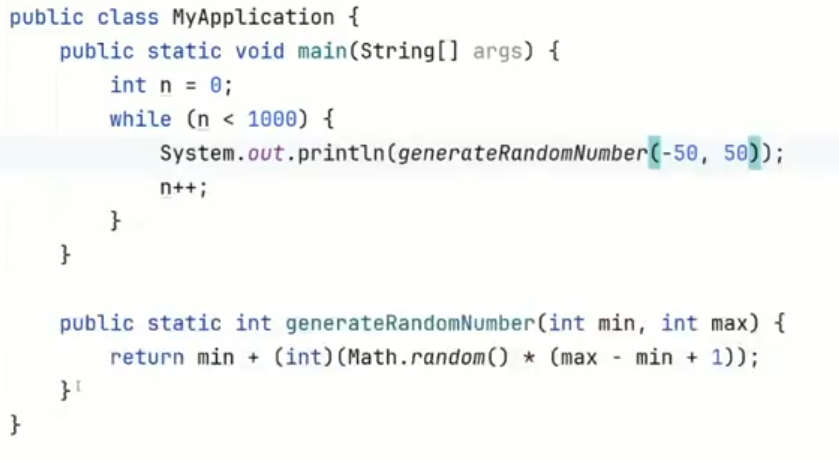 public class MyApplication {
    public static void main(String[] args) {
        int n = 0;
        while (n < 1000) {
            System.out.println(generateRandomNumber(-50, 50));
            n++;
        }
    }

    public static int generateRandomNumber(int min, int max) {
        return min + (int)(Math.random() * (max - min + 1));
    }
}